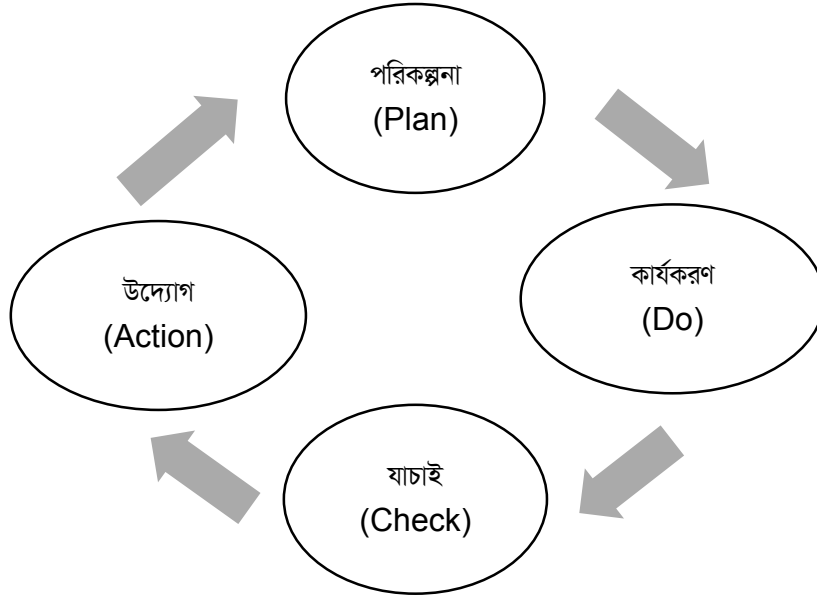 পরিকল্পনা
(Plan)
কার্যকরণ
(Do)
যাচাই
(Check)
উদ্যোগ
(Action)